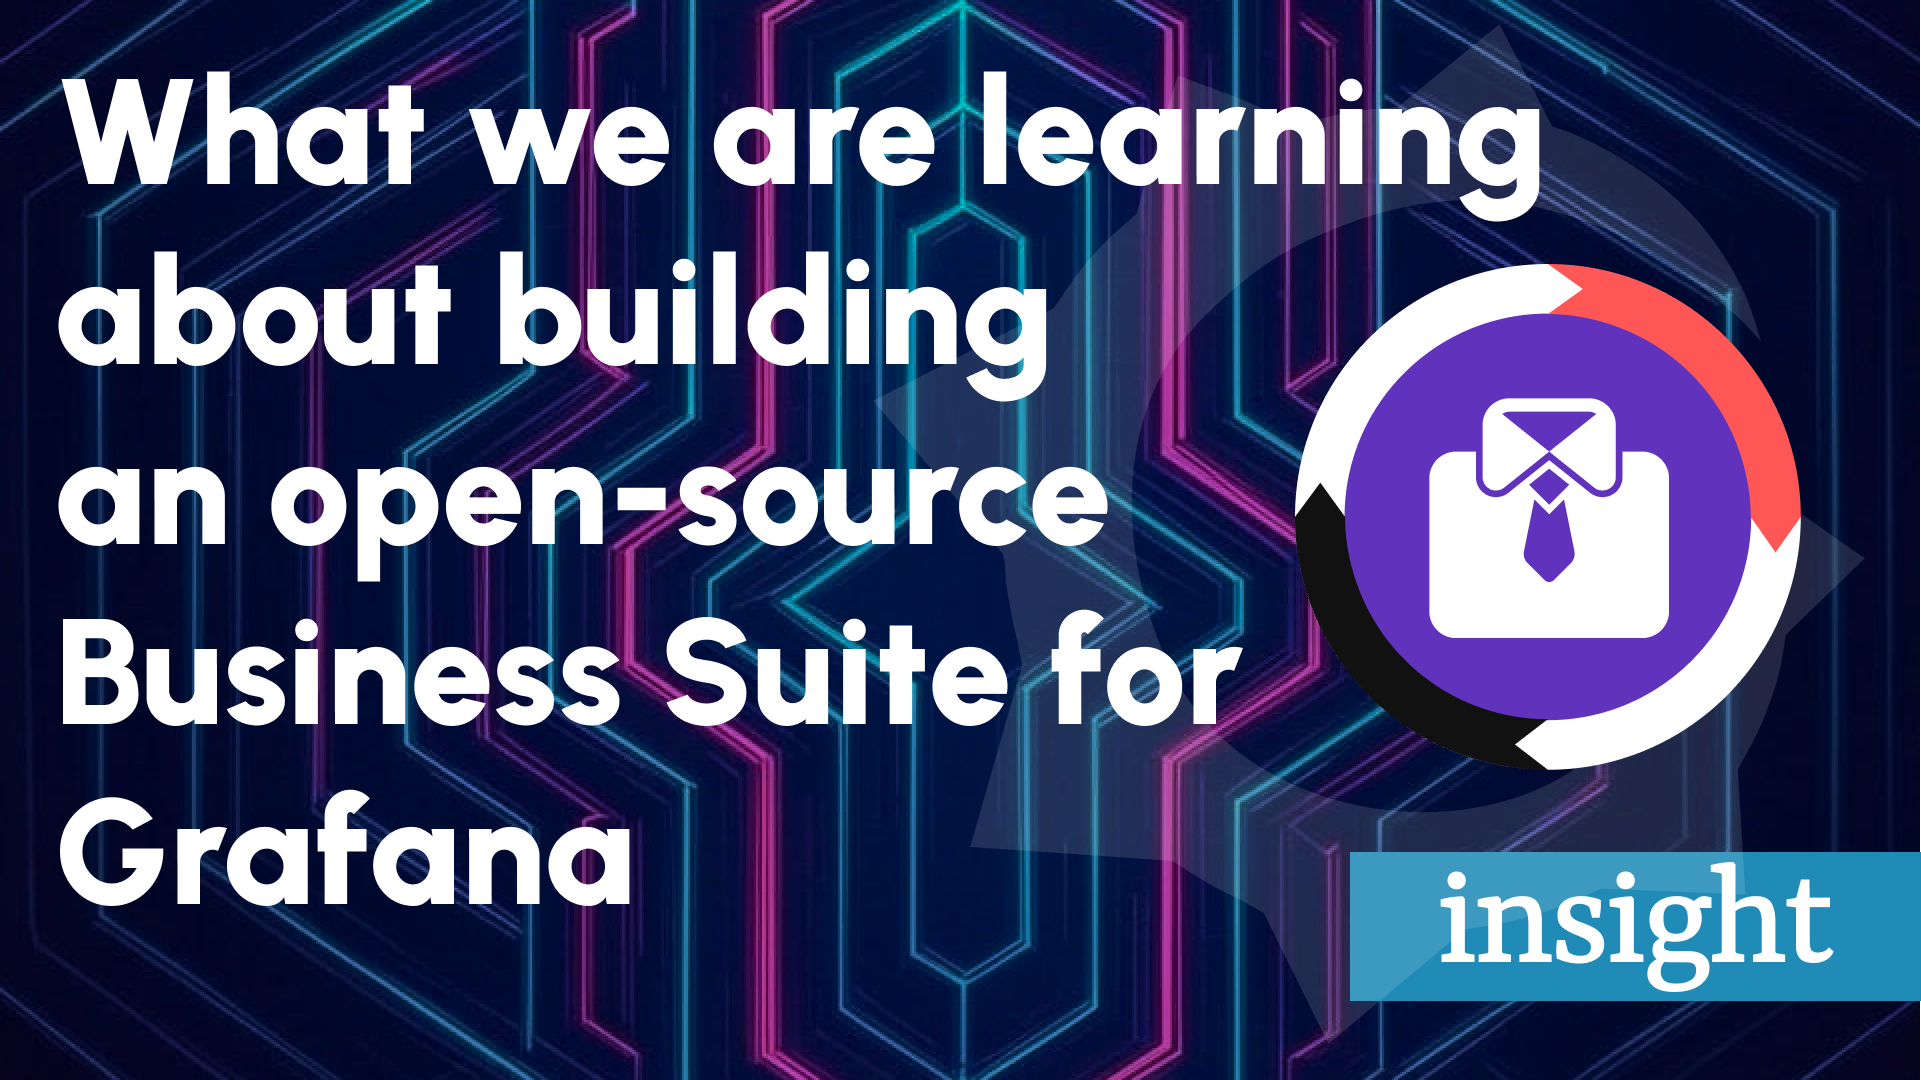 What we are learning
about building
an open-source
Business Suite for
Grafana
insight